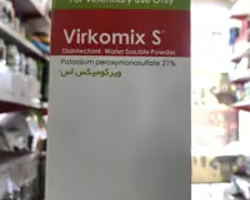 For Veterinary Use Only
Virkomix S®
Disinfectant, Water Soluble Powder
Potassium peroxymonosulfate 21%
ویرکومیکس اس®